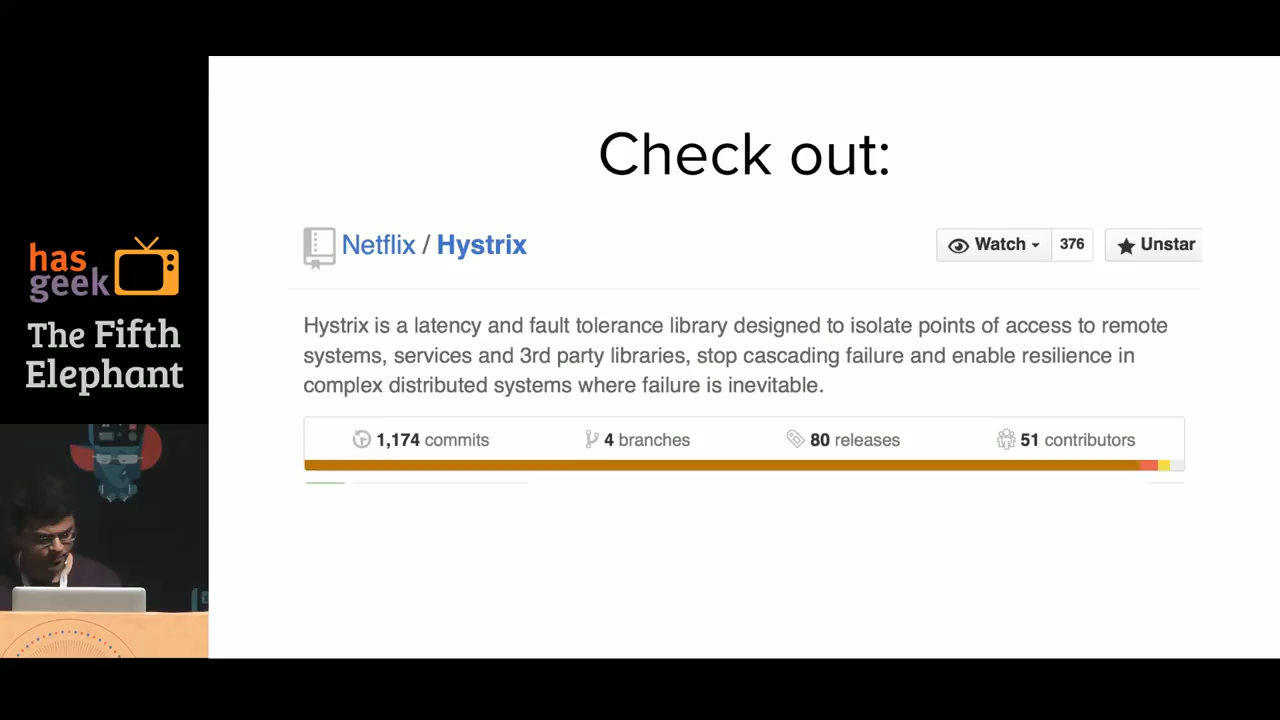 has
geek
The Fifth
Elephant
Check out:
Netflix / Hystrix
Watch 376 Unstar
Hystrix is a latency and fault tolerance library designed to isolate points of access to remote
systems, services and 3rd party libraries, stop cascading failure and enable resilience in
complex distributed systems where failure is inevitable.
1,174 commits 4 branches 80 releases 51 contributors